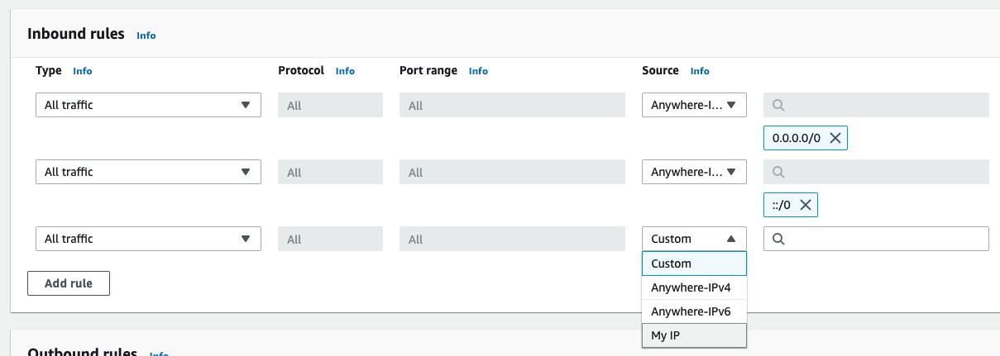 Inbound rules Info
Type Info Protocol Info Port range Info Source Info
All traffic All All Anywhere-I...
0.0.0.0/0
All traffic All All Anywhere-I...
::/0
All traffic All All Custom
Custom
Anywhere-IPv4
Add rule
Anywhere-IPv6
My IP
Outbound rules Info